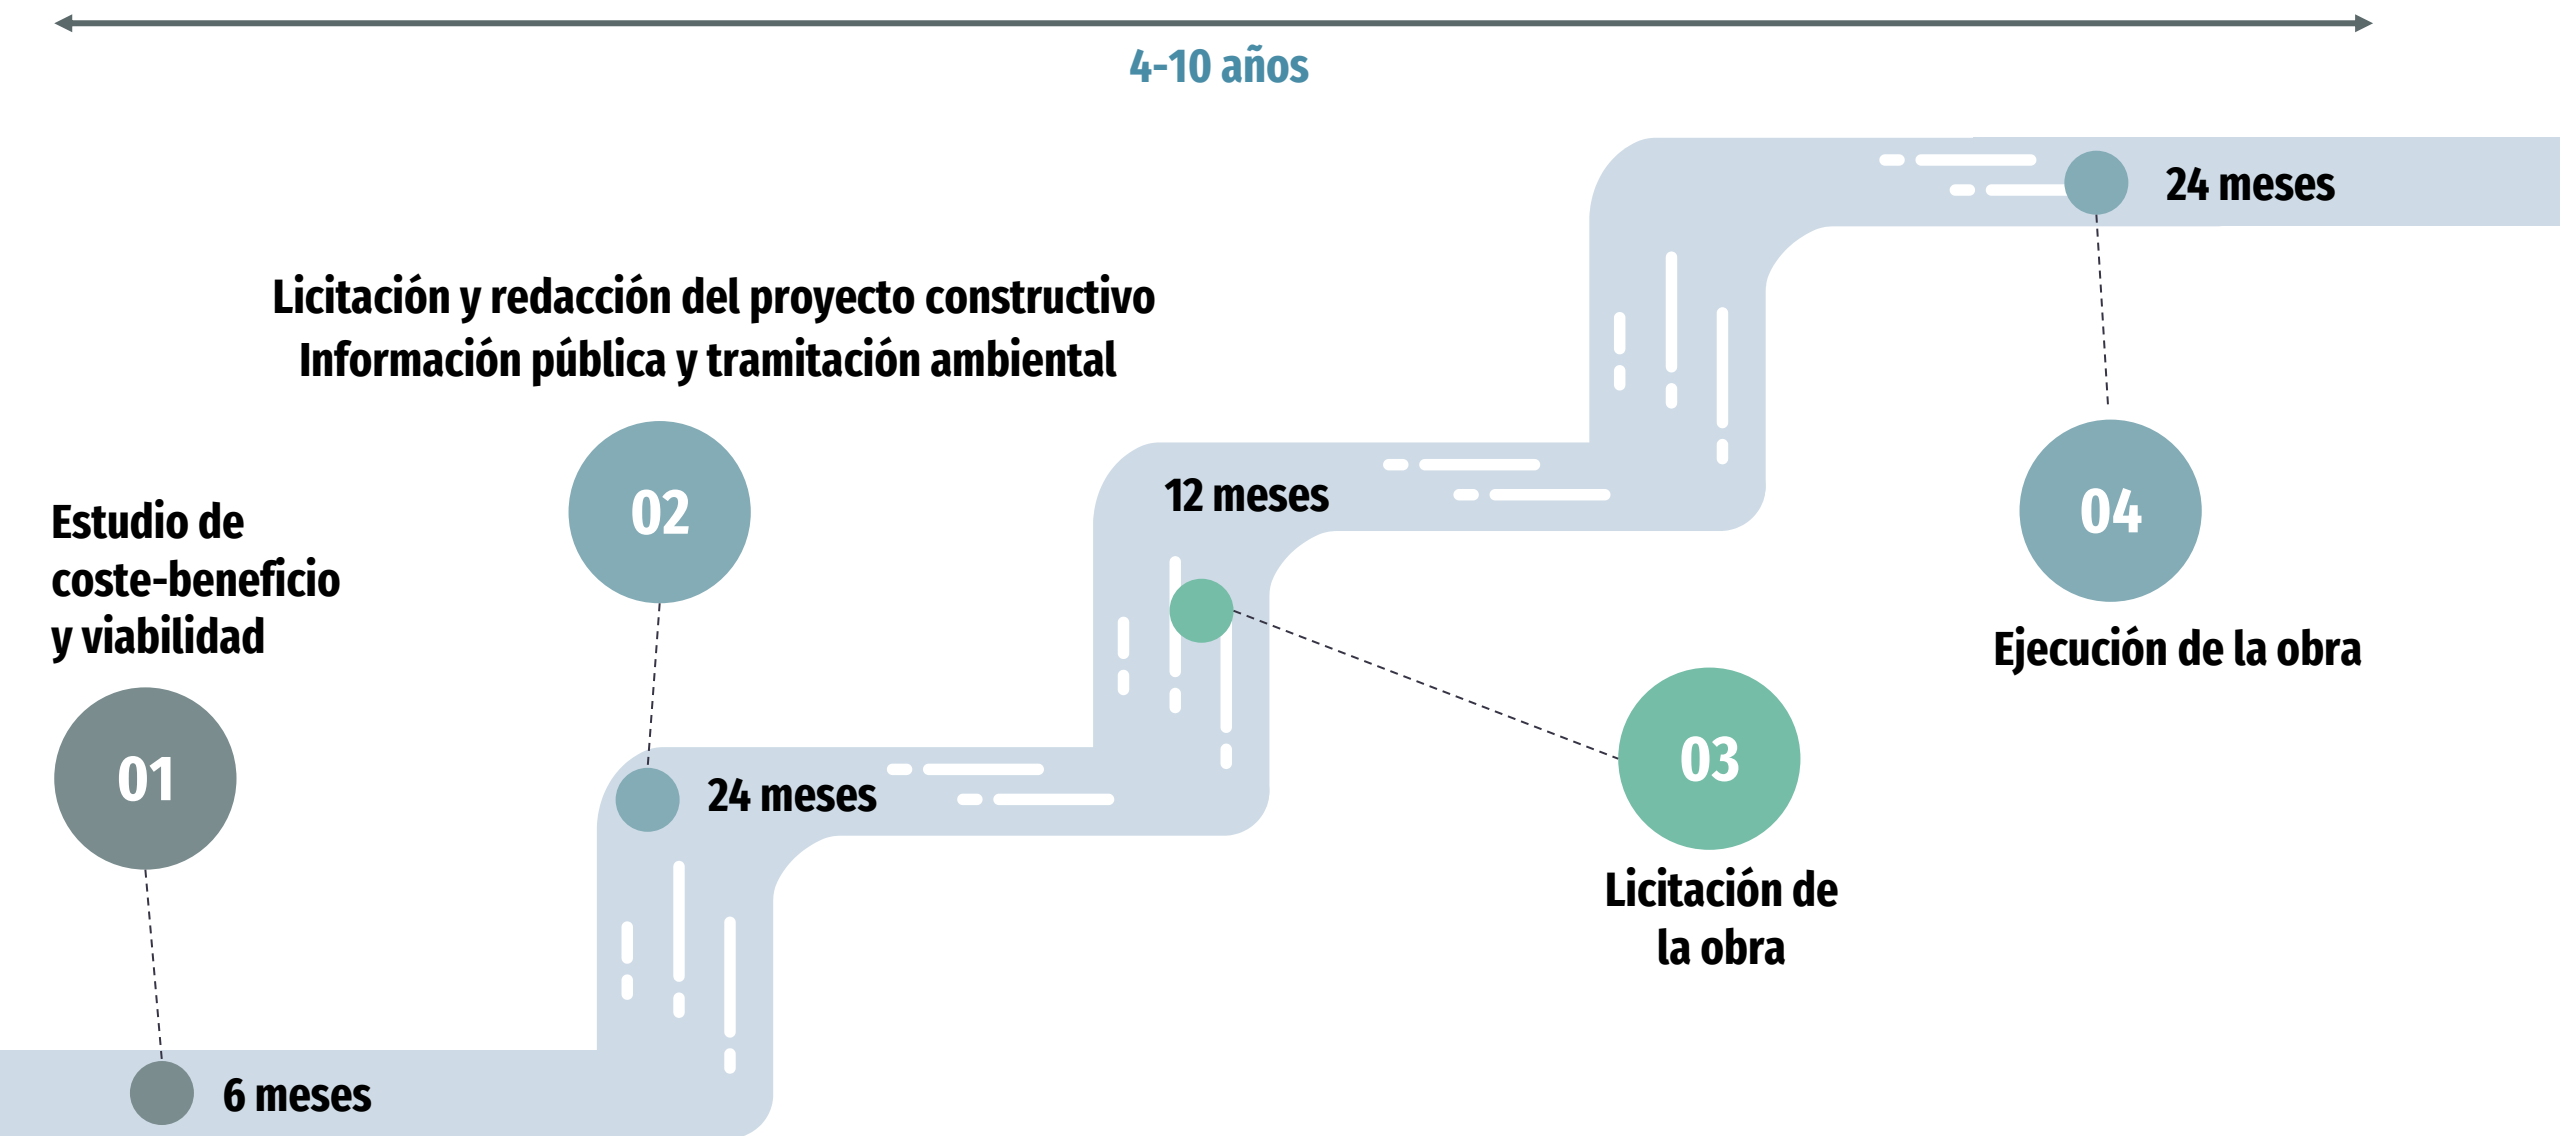 4-10 años
24 meses
Licitación y redacción del proyecto constructivo
Información pública y tramitación ambiental
12 meses
02
04
Estudio de
coste-beneficio
y viabilidad
Ejecución de la obra
01
03
24 meses
Licitación de
la obra
6 meses